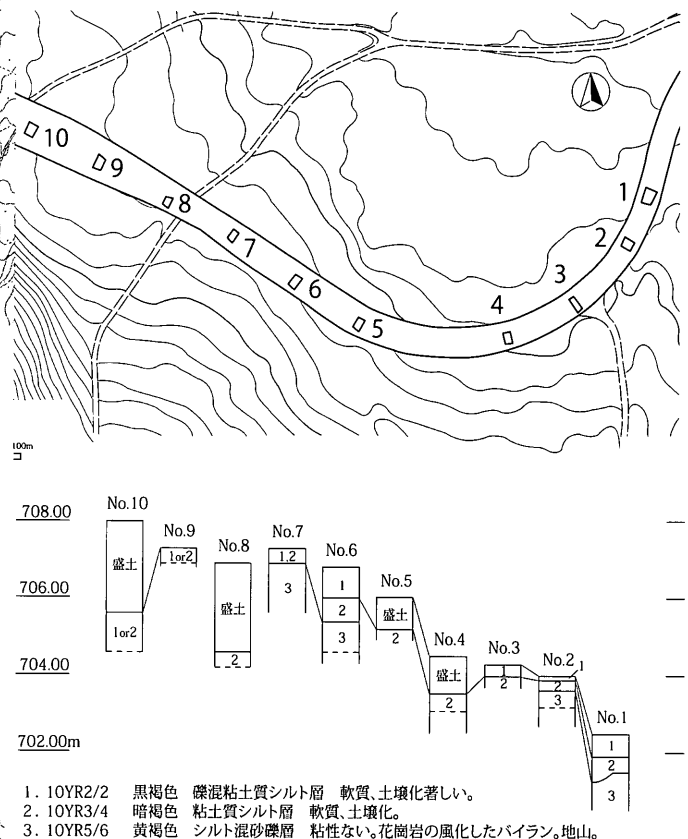 10
9
8
7
6
5
4
3
2
1
100m
No.10
708.00
No.9
No.8
No.7
No.6
盛土
1or2
1,2
706.00
3
1
盛土
2
3
No.5
盛土
2
1or2
2
No.4
盛土
2
704.00
No.3
1
2
No.2
1
2
3
No.1
1
2
3
702.00m
1. 10YR2/2 黒褐色 礫混粘土質シルト層 軟質、土壌化著しい。
2. 10YR3/4 暗褐色 粘土質シルト層 軟質、土壌化。
3. 10YR5/6 黄褐色 シルト混砂礫層 粘性ない。花崗岩の風化したバイラン。地山。